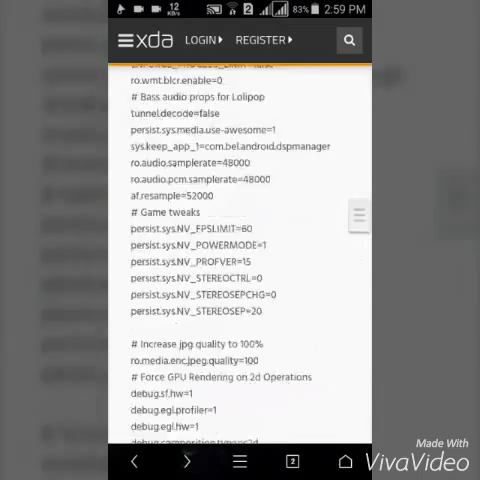 12
KB/s
2
83%
2:59 PM
xda
LOGIN
REGISTER
ro.wmt.blcr.enable=0
# Bass audio props for Lolipop
tunnel.decode=false
persist.sys.media.use-awesome=1
sys.keep_app_1=com.bel.android.dspmanager
ro.audio.samplerate=48000
ro.audio.pcm.samplerate=48000
af.resample=52000
# Game tweaks
persist.sys.NV_FPSLIMIT=60
persist.sys.NV_POWERMODE=1
persist.sys.NV_PROFVER=15
persist.sys.NV_STEREOCTRL=0
persist.sys.NV_STEREOSEPCHG=0
persist.sys.NV_STEREOSEP=20
# Increase jpg quality to 100%
ro.media.enc.jpeg.quality=100
# Force GPU Rendering on 2d Operations
debug.sf.hw=1
debug.egl.profiler=1
debug.egl.hw=1
2
Made With
VivaVideo